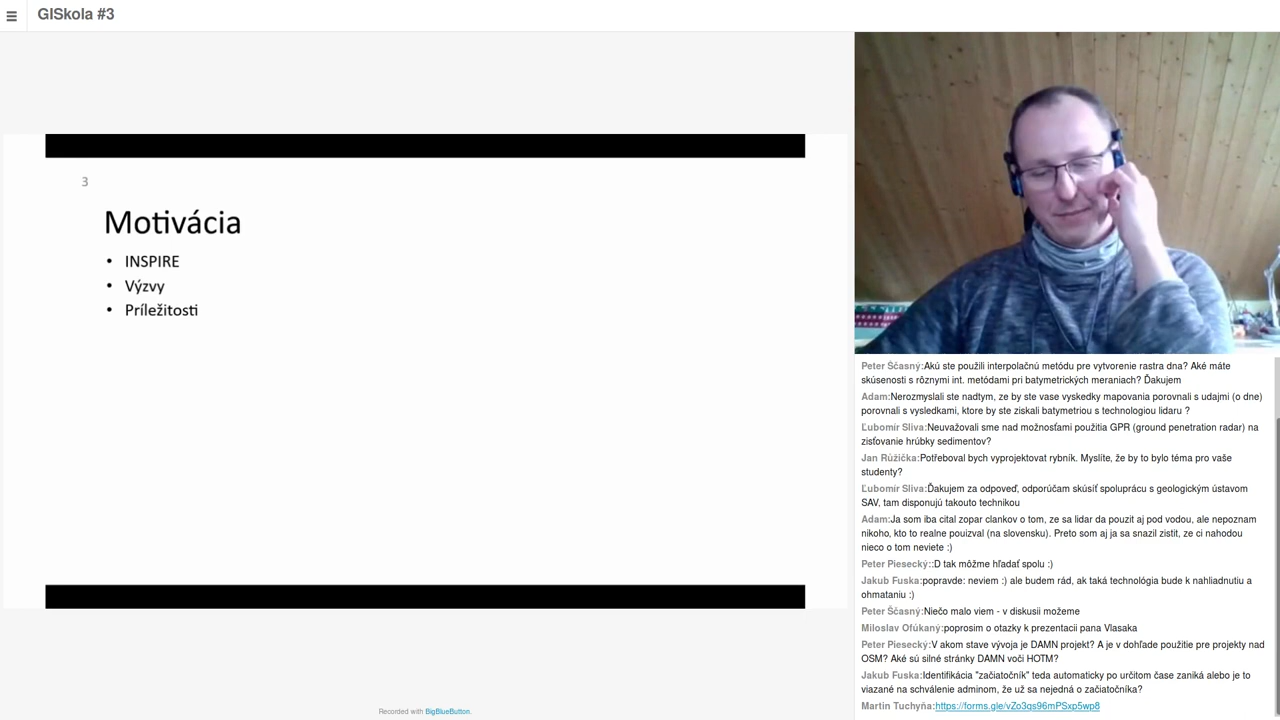 GISkola #3
3
Motivácia
• INSPIRE
• Výzvy
• Príležitosti
Peter Ščasný:Akú ste použili interpolačnú metódu pre vytvorenie rastra dna? Aké máte
skúsenosti s rôznymi int. metódami pri batymetrických meraniach? Ďakujem
Adam:Nerozmyslali ste nadtym, ze by ste vase vyskedky mapovania porovnali s udajmi (o dne)
porovnali s vysledkami, ktore by ste ziskali batymetriou s technologiou lidaru ?
Ľubomír Sliva:Neuvažovali sme nad možnosťami použitia GPR (ground penetration radar) na
zisťovanie hrúbky sedimentov?
Jan Růžička:Potřeboval bych vyprojektovat rybník. Myslíte, že by to bylo téma pro vaše
studenty?
Ľubomír Sliva:Ďakujem za odpoveď, odporúčam skúsíť spoluprácu s geologickým ústavom
SAV, tam disponujú takouto technikou
Adam:Ja som iba cital zopar clankov o tom, ze sa lidar da pouzit aj pod vodou, ale nepoznam
nikoho, kto to realne pouizval (na slovensku). Preto som aj ja sa snazil zistit, ze ci nahodou
nieco o tom neviete :)
Peter Piesecký::D tak môžme hľadať spolu :)
Jakub Fuska:popravde: neviem :) ale budem rád, ak taká technológia bude k nahliadnutiu a
ohmataniu :)
Peter Ščasný:Niečo malo viem - v diskusii možeme
Miloslav Ofúkaný:poprosim o otazky k prezentacii pana Vlasaka
Peter Piesecký:V akom stave vývoja je DAMN projekt? A je v dohľade použitie pre projekty nad
OSM? Aké sú silné stránky DAMN voči HOTM?
Jakub Fuska:Identifikácia "začiatočník" teda automaticky po určitom čase zaniká alebo je to
viazané na schválenie adminom, že už sa nejedná o začiatočníka?
Martin Tuchyňa:https://forms.gle/vZo3qs96mPSxp5wp8
Recorded with BigBlueButton.